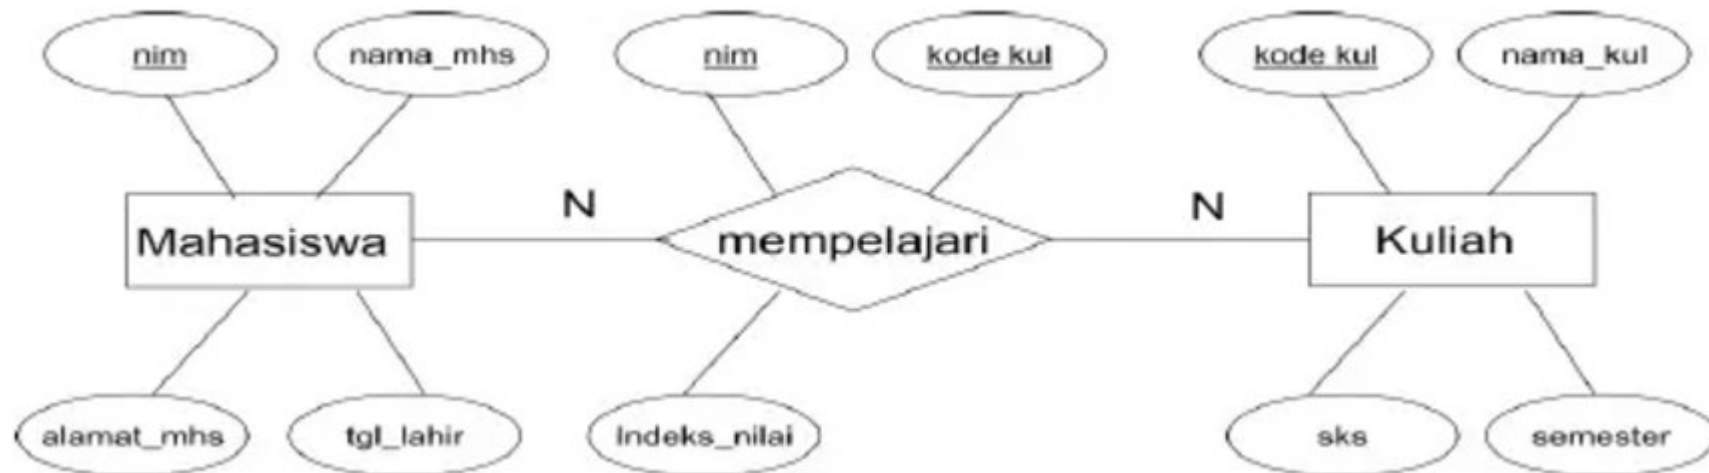 nim
nama_mhs
nim
kode kul
kode kul
nama_kul
Mahasiswa
N
mempelajari
N
Kuliah
alamat_mhs
tgl_lahir
Indeks_nilai
sks
semester